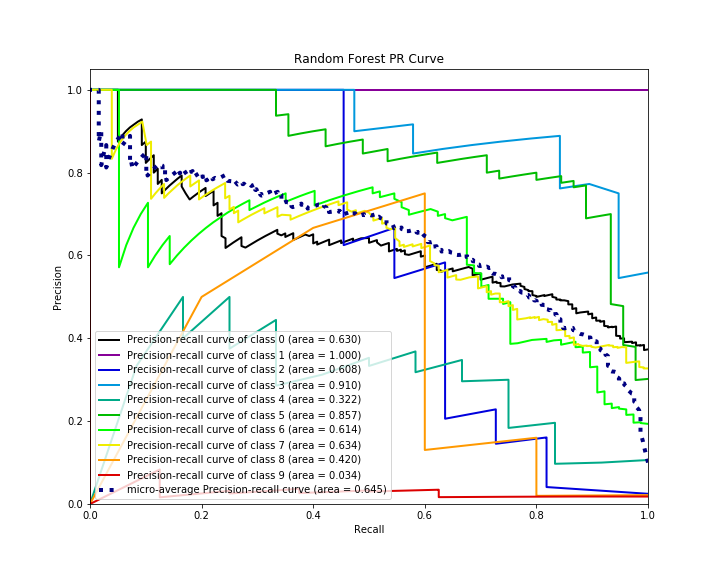 Random Forest PR Curve
1.0
0.8
0.6
0.4
0.2
0.0
Precision
Precision-recall curve of class 0 (area = 0.630)
Precision-recall curve of class 1 (area = 1.000)
Precision-recall curve of class 2 (area = 0.608)
Precision-recall curve of class 3 (area = 0.910)
Precision-recall curve of class 4 (area = 0.322)
Precision-recall curve of class 5 (area = 0.857)
Precision-recall curve of class 6 (area = 0.614)
Precision-recall curve of class 7 (area = 0.634)
Precision-recall curve of class 8 (area = 0.420)
Precision-recall curve of class 9 (area = 0.034)
micro-average Precision-recall curve (area = 0.645)
0.0 0.2 0.4 0.6 0.8 1.0
Recall